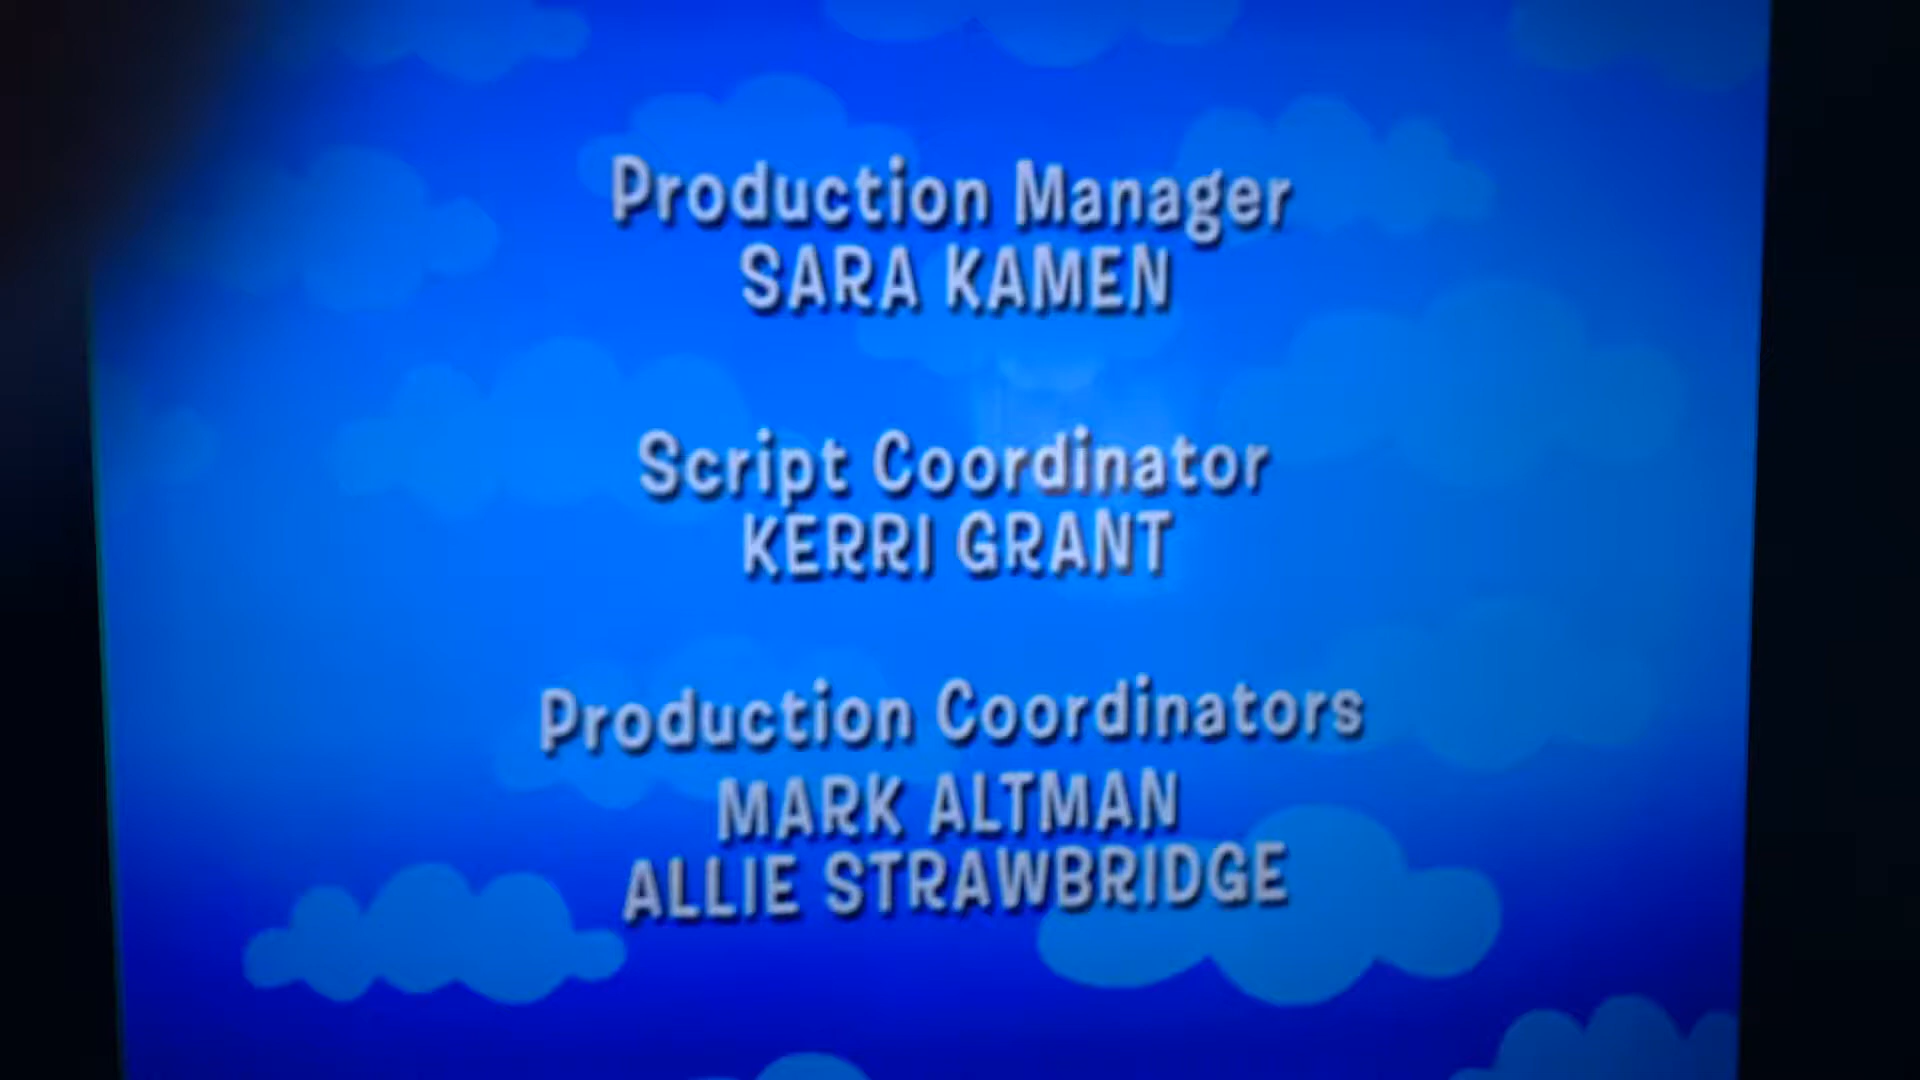 Production Manager
SARA KAMEN
Script Coordinator
KERRI GRANT
Production Coordinators
MARK ALTMAN
ALLIE STRAWBRIDGE